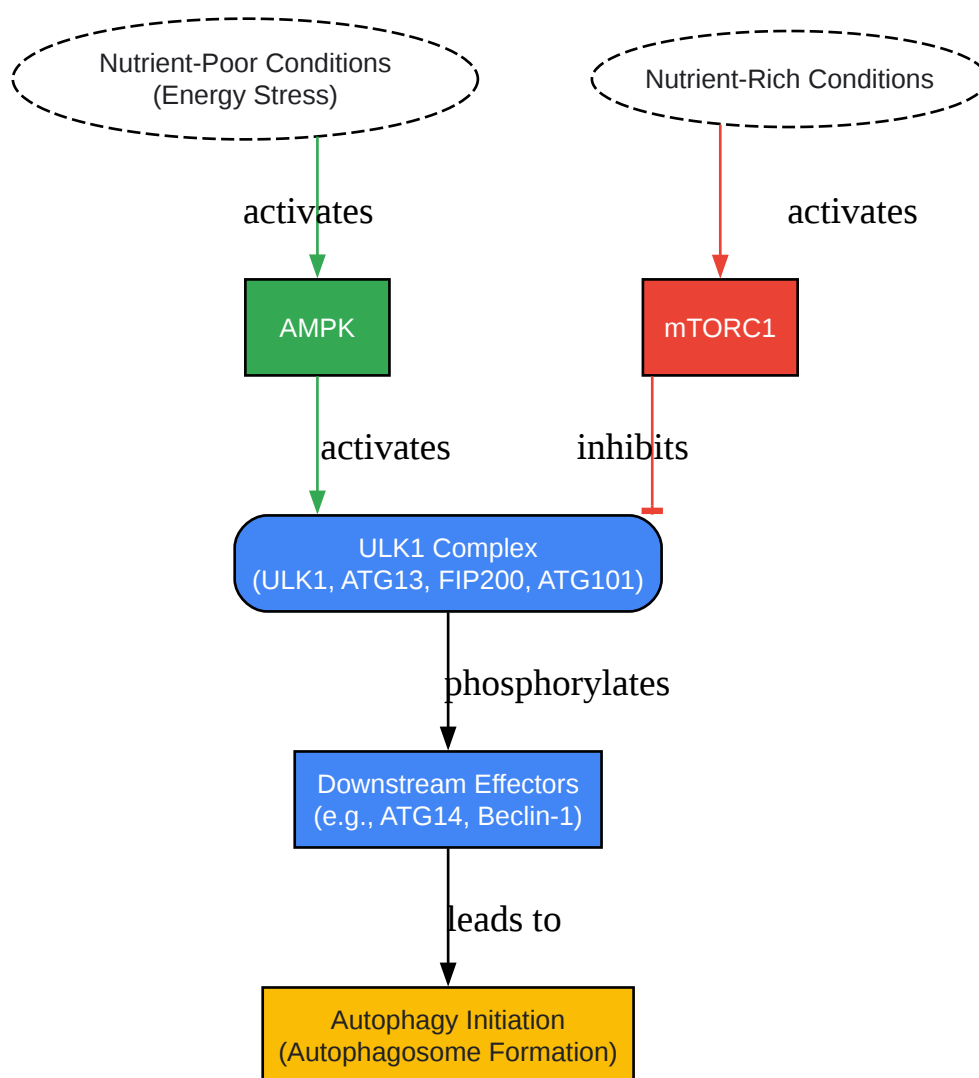 Nutrient-Poor Conditions
(Energy Stress)
Nutrient-Rich Conditions
activates
activates
AMPK
mTORC1
activates
inhibits
ULK1 Complex
(ULK1, ATG13, FIP200, ATG101)
phosphorylates
Downstream Effectors
(e.g., ATG14, Beclin-1)
leads to
Autophagy Initiation
(Autophagosome Formation)